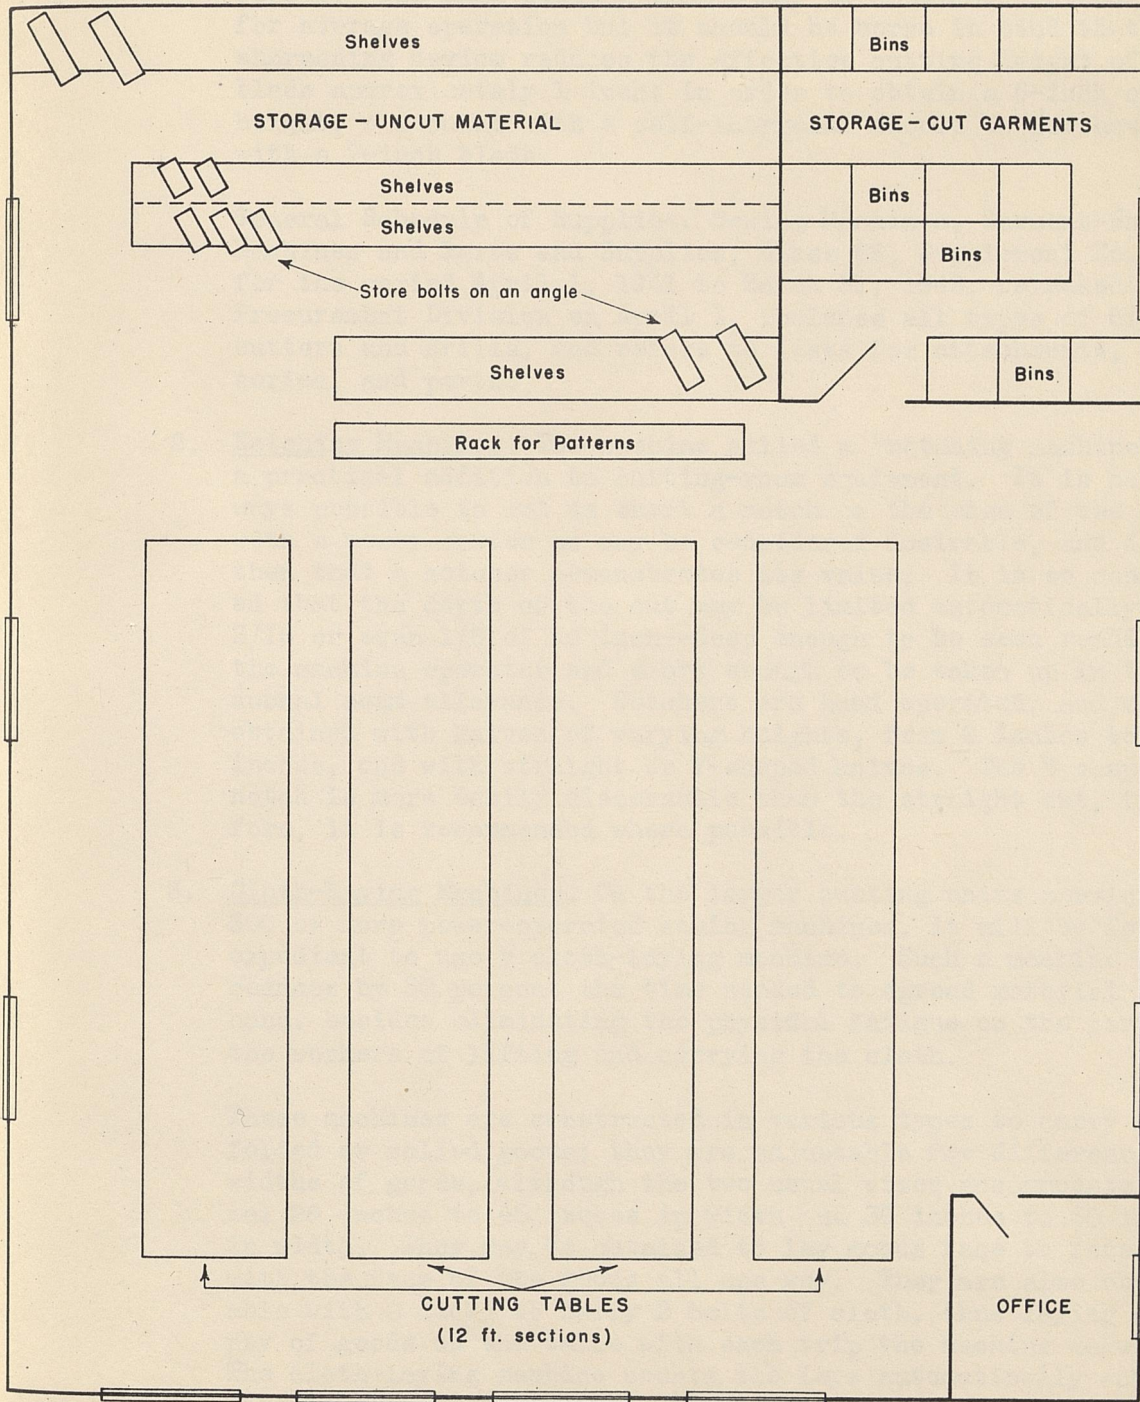 Shelves
Bins
STORAGE – UNCUT MATERIAL
STORAGE – CUT GARMENTS
Shelves
Bins
Shelves
Bins
Store bolts on an angle
Shelves
Bins
Rack for Patterns
CUTTING TABLES
(12 ft. sections)
OFFICE